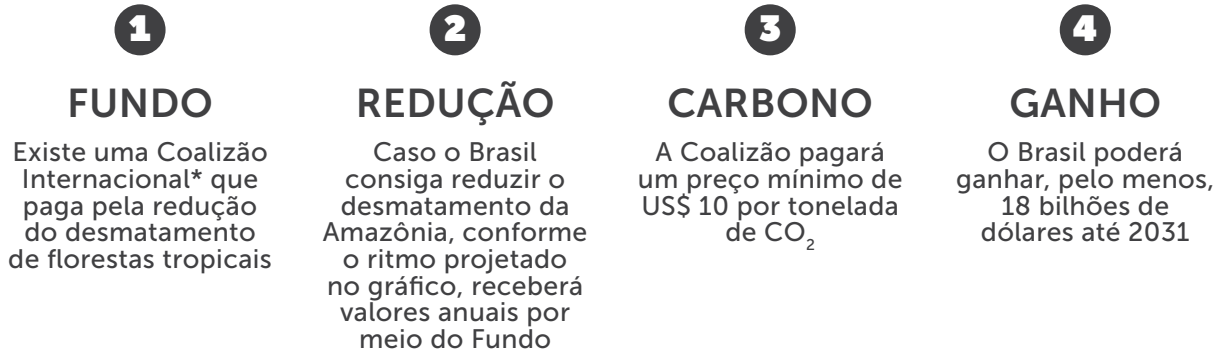 1
FUNDO
Existe uma Coalizão
Internacional* que
paga pela redução
do desmatamento
de florestas tropicais
2
REDUÇÃO
Caso o Brasil
consiga reduzir o
desmatamento da
Amazônia, conforme
o ritmo projetado
no gráfico, receberá
valores anuais por
meio do Fundo
3
CARBONO
A Coalizão pagará
um preço mínimo de
US$ 10 por tonelada
de CO₂
4
GANHO
O Brasil poderá
ganhar, pelo menos,
18 bilhões de
dólares até 2031